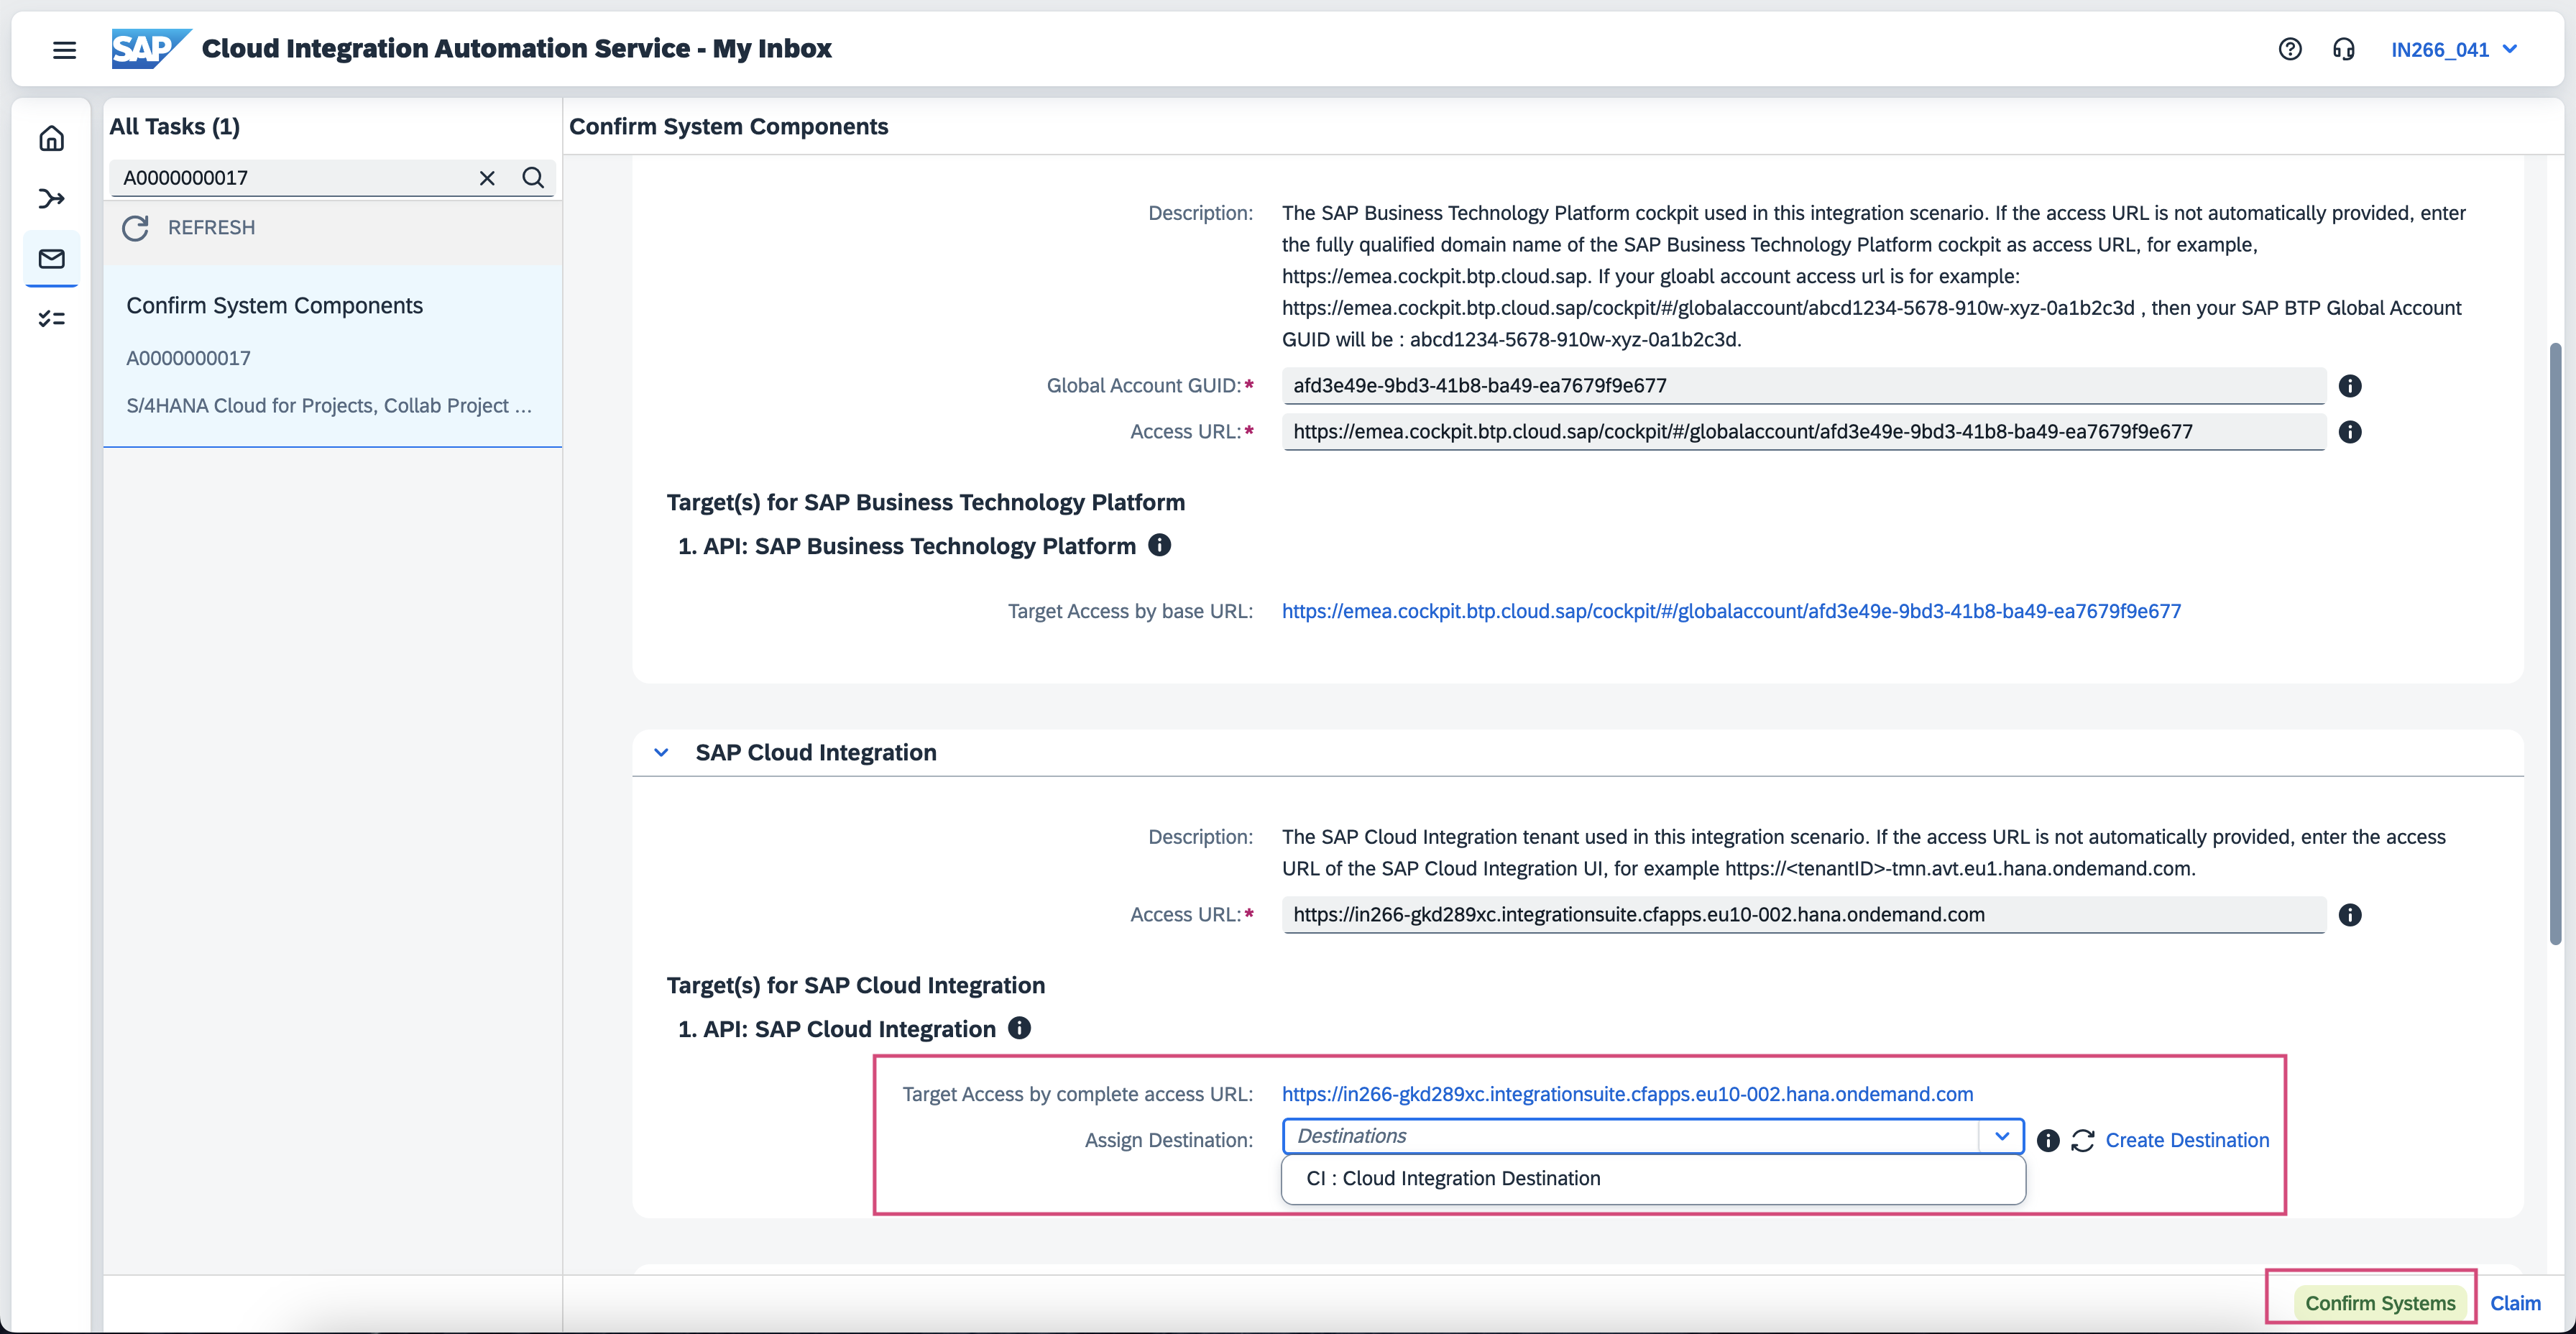 SAP Cloud Integration Automation Service - My Inbox
IN266_041
All Tasks (1)
A0000000017
REFRESH
Confirm System Components
A0000000017
S/4HANA Cloud for Projects, Collab Project ...
Confirm System Components
Description: The SAP Business Technology Platform cockpit used in this integration scenario. If the access URL is not automatically provided, enter
the fully qualified domain name of the SAP Business Technology Platform cockpit as access URL, for example,
https://emea.cockpit.btp.cloud.sap. If your gloabl account access url is for example:
https://emea.cockpit.btp.cloud.sap/cockpit/#/globalaccount/abcd1234-5678-910w-xyz-0a1b2c3d , then your SAP BTP Global Account
GUID will be : abcd1234-5678-910w-xyz-0a1b2c3d.
Global Account GUID:* afd3e49e-9bd3-41b8-ba49-ea7679f9e677
Access URL:* https://emea.cockpit.btp.cloud.sap/cockpit/#/globalaccount/afd3e49e-9bd3-41b8-ba49-ea7679f9e677
Target(s) for SAP Business Technology Platform
1. API: SAP Business Technology Platform
Target Access by base URL: https://emea.cockpit.btp.cloud.sap/cockpit/#/globalaccount/afd3e49e-9bd3-41b8-ba49-ea7679f9e677
SAP Cloud Integration
Description: The SAP Cloud Integration tenant used in this integration scenario. If the access URL is not automatically provided, enter the access
URL of the SAP Cloud Integration UI, for example https://<tenantID>-tmn.avt.eu1.hana.ondemand.com.
Access URL:* https://in266-gkd289xc.integrationsuite.cfapps.eu10-002.hana.ondemand.com
Target(s) for SAP Cloud Integration
1. API: SAP Cloud Integration
Target Access by complete access URL: https://in266-gkd289xc.integrationsuite.cfapps.eu10-002.hana.ondemand.com
Assign Destination: Destinations Create Destination
CI : Cloud Integration Destination
Confirm Systems Claim